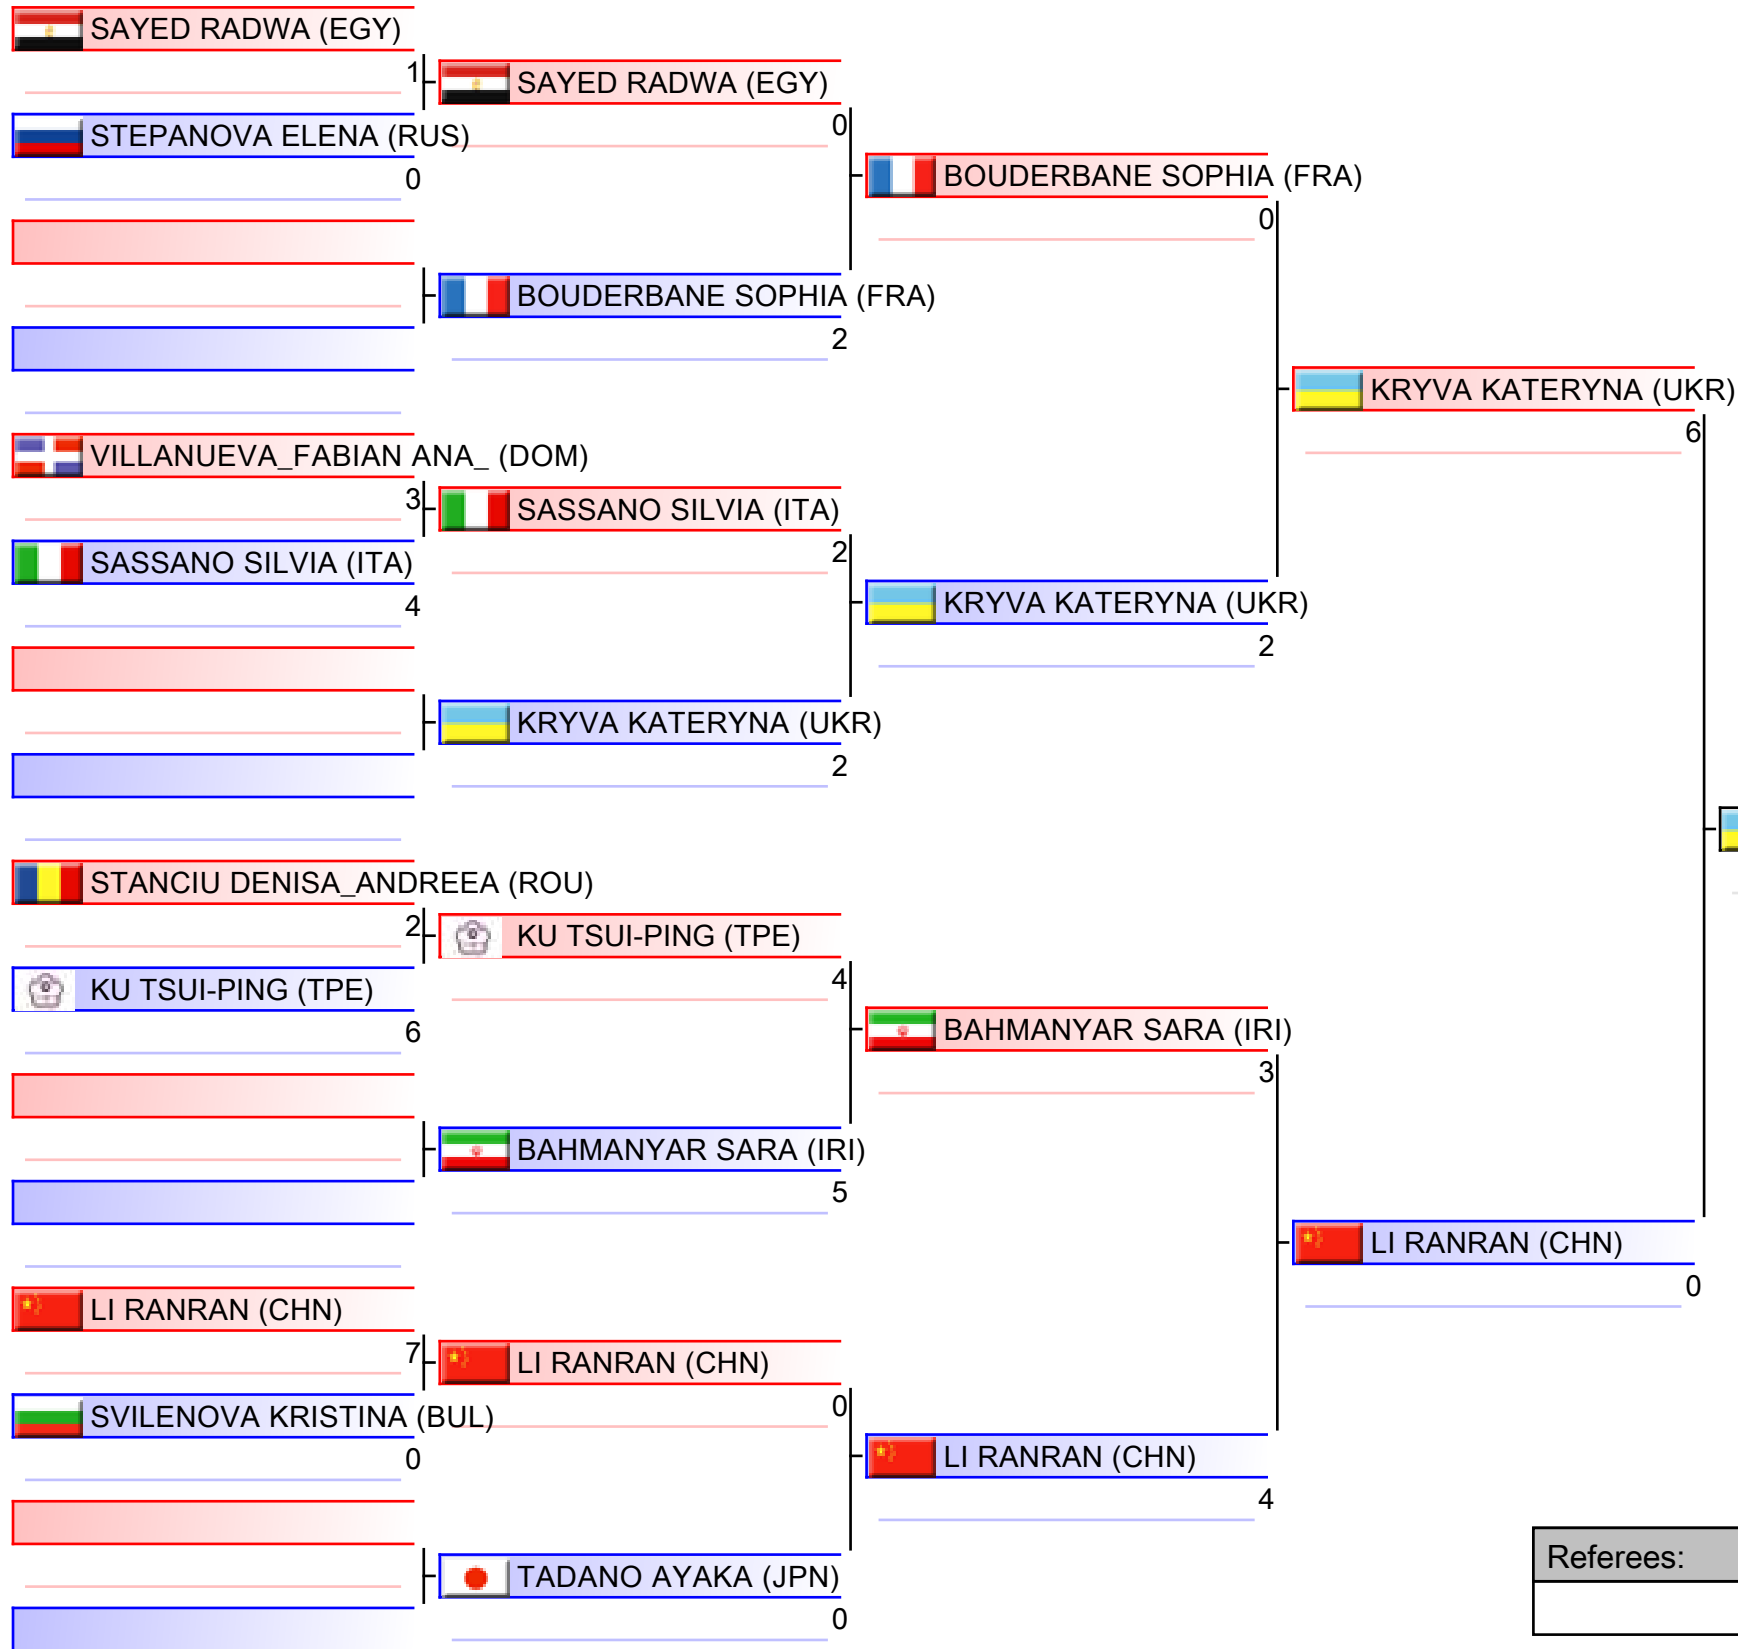 SAYED RADWA (EGY)
1
STEPANOVA ELENA (RUS)
0
VILLANUEVA_FABIAN ANA_ (DOM)
3
SASSANO SILVIA (ITA)
4
STANCIU DENISA_ANDREEA (ROU)
2
KU TSUI-PING (TPE)
6
LI RANRAN (CHN)
7
SVILENOVA KRISTINA (BUL)
0
SAYED RADWA (EGY)
0
BOUDERBANE SOPHIA (FRA)
2
SASSANO SILVIA (ITA)
2
KRYVA KATERYNA (UKR)
2
KU TSUI-PING (TPE)
4
BAHMANYAR SARA (IRI)
5
LI RANRAN (CHN)
0
TADANO AYAKA (JPN)
0
BOUDERBANE SOPHIA (FRA)
0
KRYVA KATERYNA (UKR)
2
BAHMANYAR SARA (IRI)
3
LI RANRAN (CHN)
4
KRYVA KATERYNA (UKR)
6
LI RANRAN (CHN)
0
Referees: